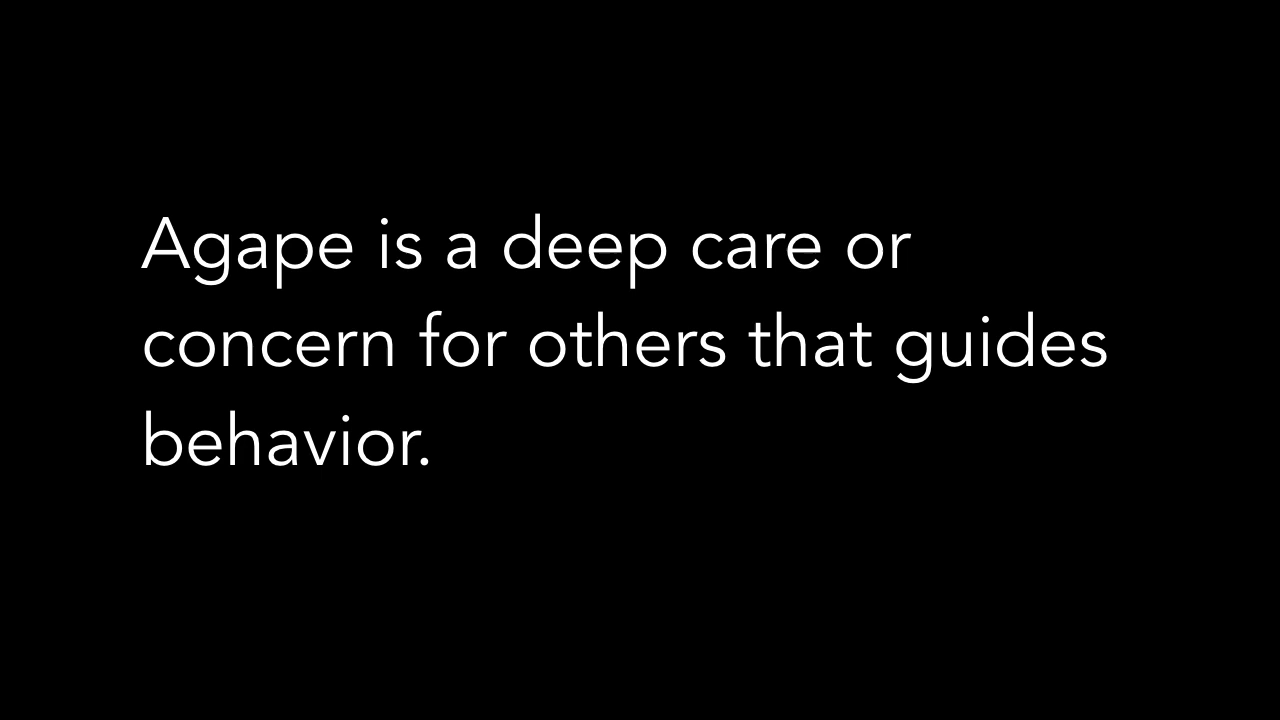 Agape is a deep care or
concern for others that guides
behavior.